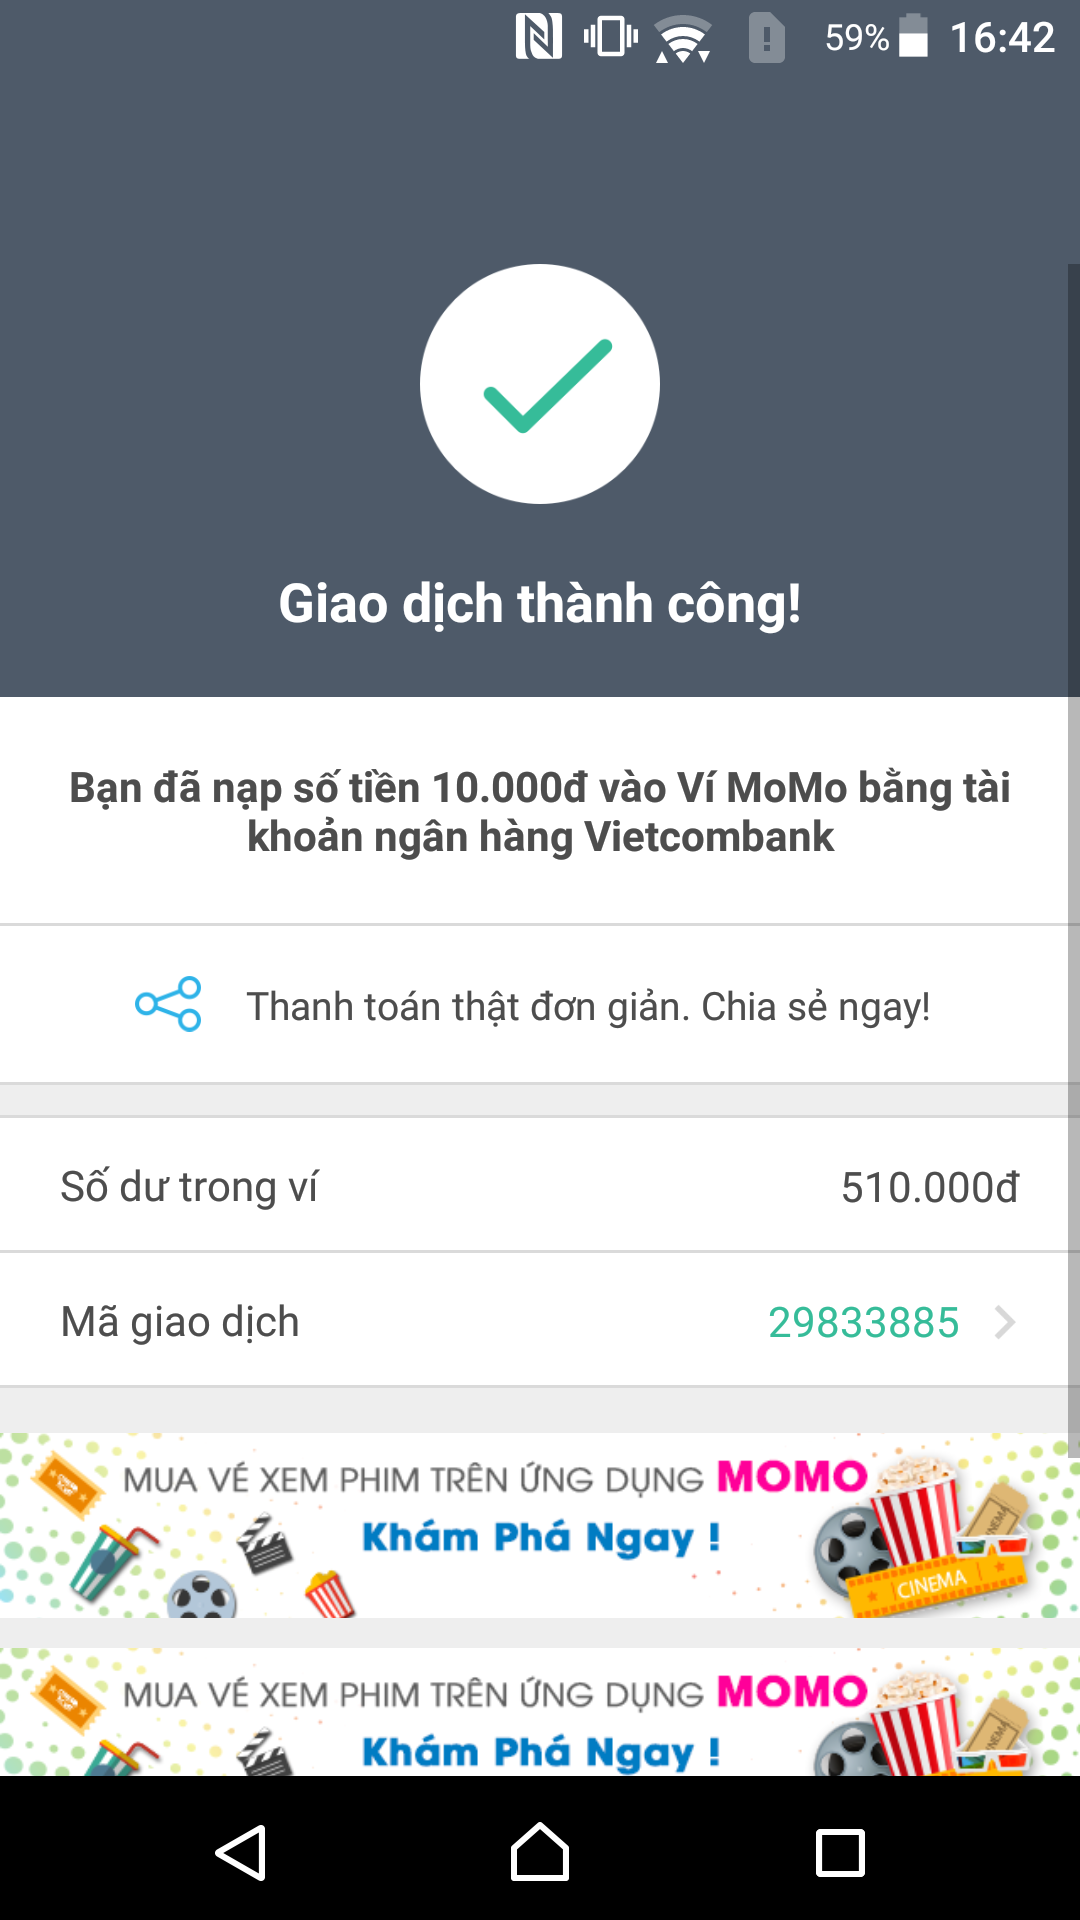 59% 16:42
Giao dịch thành công!
Bạn đã nạp số tiền 10.000đ vào Ví MoMo bằng tài
khoản ngân hàng Vietcombank
Thanh toán thật đơn giản. Chia sẻ ngay!
Số dư trong ví 510.000đ
Mã giao dịch 29833885
MUA VÉ XEM PHIM TRÊN ỨNG DỤNG MOMO
Khám Phá Ngay !
CINEMA
MUA VÉ XEM PHIM TRÊN ỨNG DỤNG MOMO
Khám Phá Ngay !